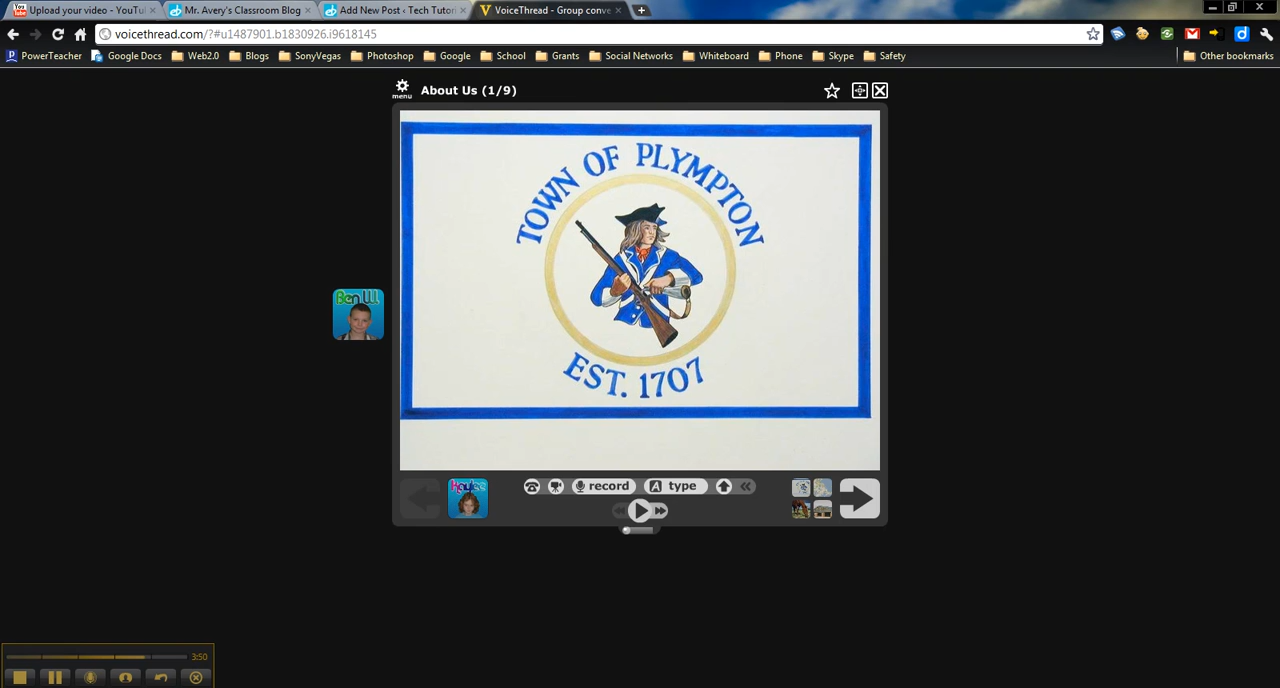 Upload your video - YouTu
Mr. Avery's Classroom Blog
Add New Post ‹ Tech Tutori
VoiceThread - Group conve
voicethread.com/?#u1487901.b1830926.i9618145
PowerTeacher
Google Docs
Web2.0
Blogs
SonyVegas
Photoshop
Google
School
Grants
Social Networks
Whiteboard
Phone
Skype
Safety
Other bookmarks
menu
About Us (1/9)
TOWN OF PLYMPTON
EST. 1707
Ben W
record
A type
3:50